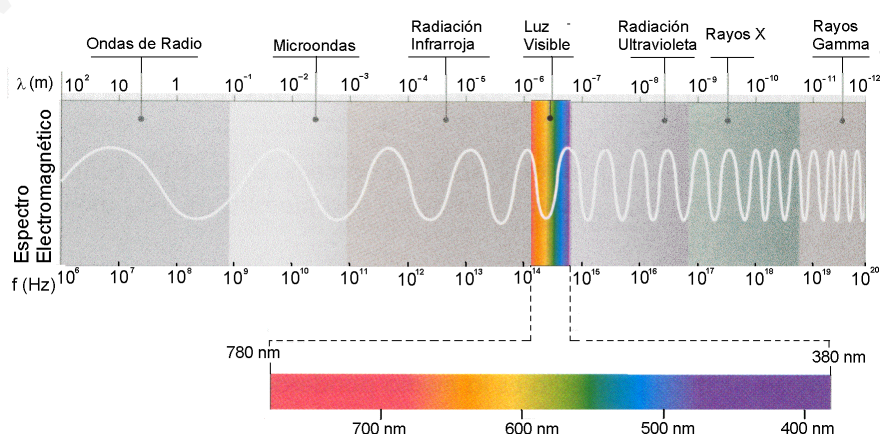 Ondas de Radio
Microondas
Radiación
Infrarroja
Luz
Visible
Radiación
Ultravioleta
Rayos X
Rayos
Gamma
λ (m) 10² 10 1 10⁻¹ 10⁻² 10⁻³ 10⁻⁴ 10⁻⁵ 10⁻⁶ 10⁻⁷ 10⁻⁸ 10⁻⁹ 10⁻¹⁰ 10⁻¹¹ 10⁻¹²
Espectro
Electromagnético
f (Hz) 10⁶ 10⁷ 10⁸ 10⁹ 10¹⁰ 10¹¹ 10¹² 10¹³ 10¹⁴ 10¹⁵ 10¹⁶ 10¹⁷ 10¹⁸ 10¹⁹ 10²⁰
780 nm 380 nm
700 nm 600 nm 500 nm 400 nm